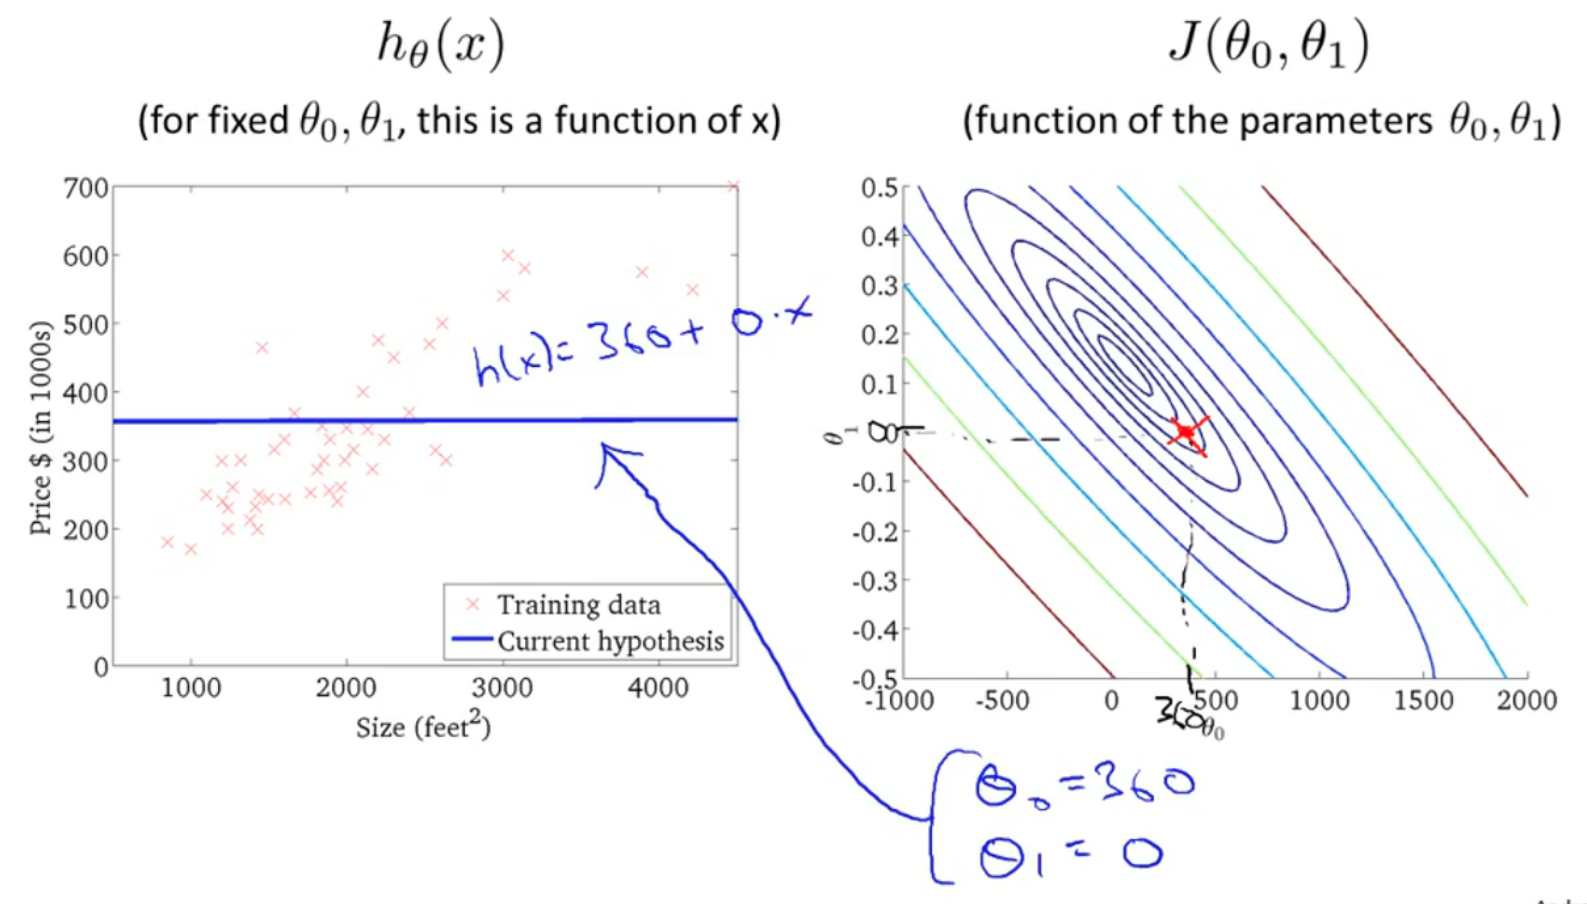 hθ(x)
(for fixed θ0, θ1, this is a function of x)
700
600
500
400
300
200
100
0
Price $ (in 1000s)
1000 2000 3000 4000
Size (feet²)
h(x) = 360 + 0·x
Training data
Current hypothesis
J(θ0, θ1)
(function of the parameters θ0, θ1)
0.5
0.4
0.3
0.2
0.1
0
-0.1
-0.2
-0.3
-0.4
-0.5
θ1
-1000 -500 0 500 1000 1500 2000
360
θ0
θ0 = 360
θ1 = 0